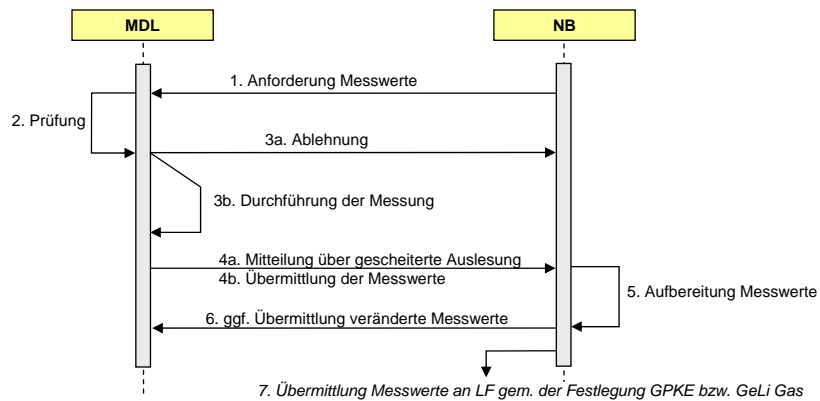 MDL
NB
1. Anforderung Messwerte
2. Prüfung
3a. Ablehnung
3b. Durchführung der Messung
4a. Mitteilung über gescheiterte Auslesung
4b. Übermittlung der Messwerte
5. Aufbereitung Messwerte
6. ggf. Übermittlung veränderte Messwerte
7. Übermittlung Messwerte an LF gem. der Festlegung GPKE bzw. GeLi Gas